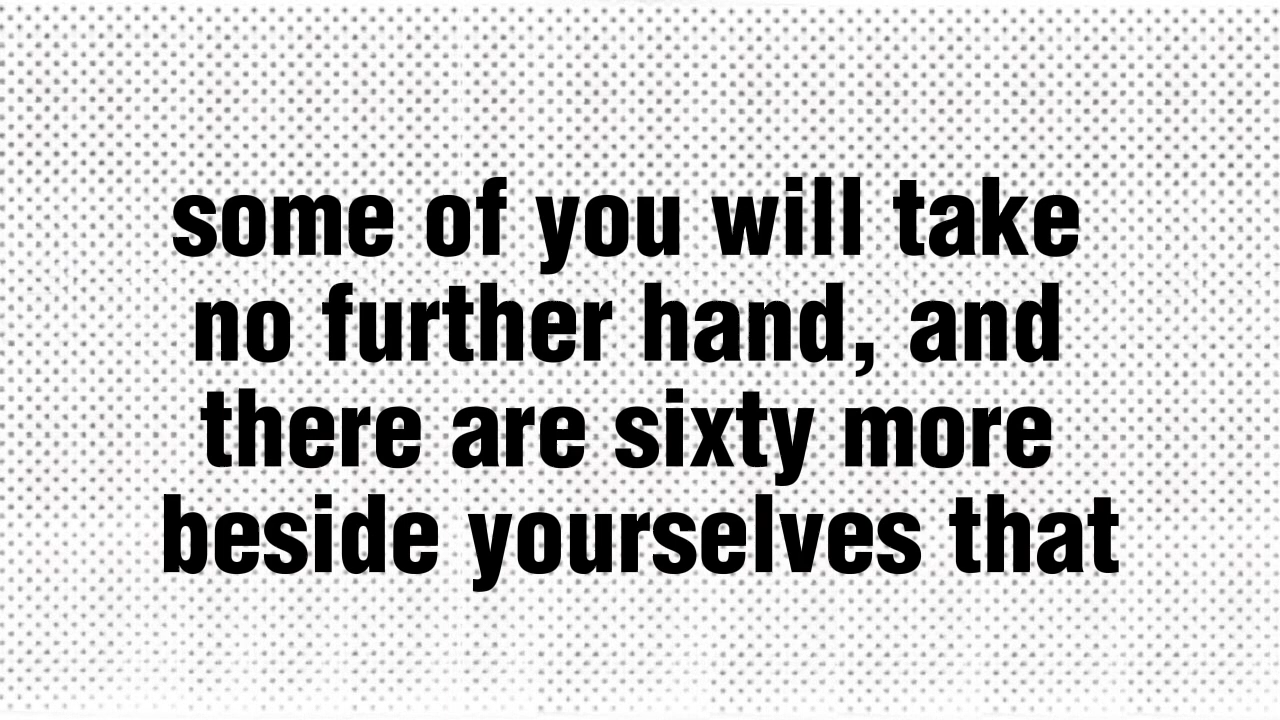 some of you will take
no further hand, and
there are sixty more
beside yourselves that